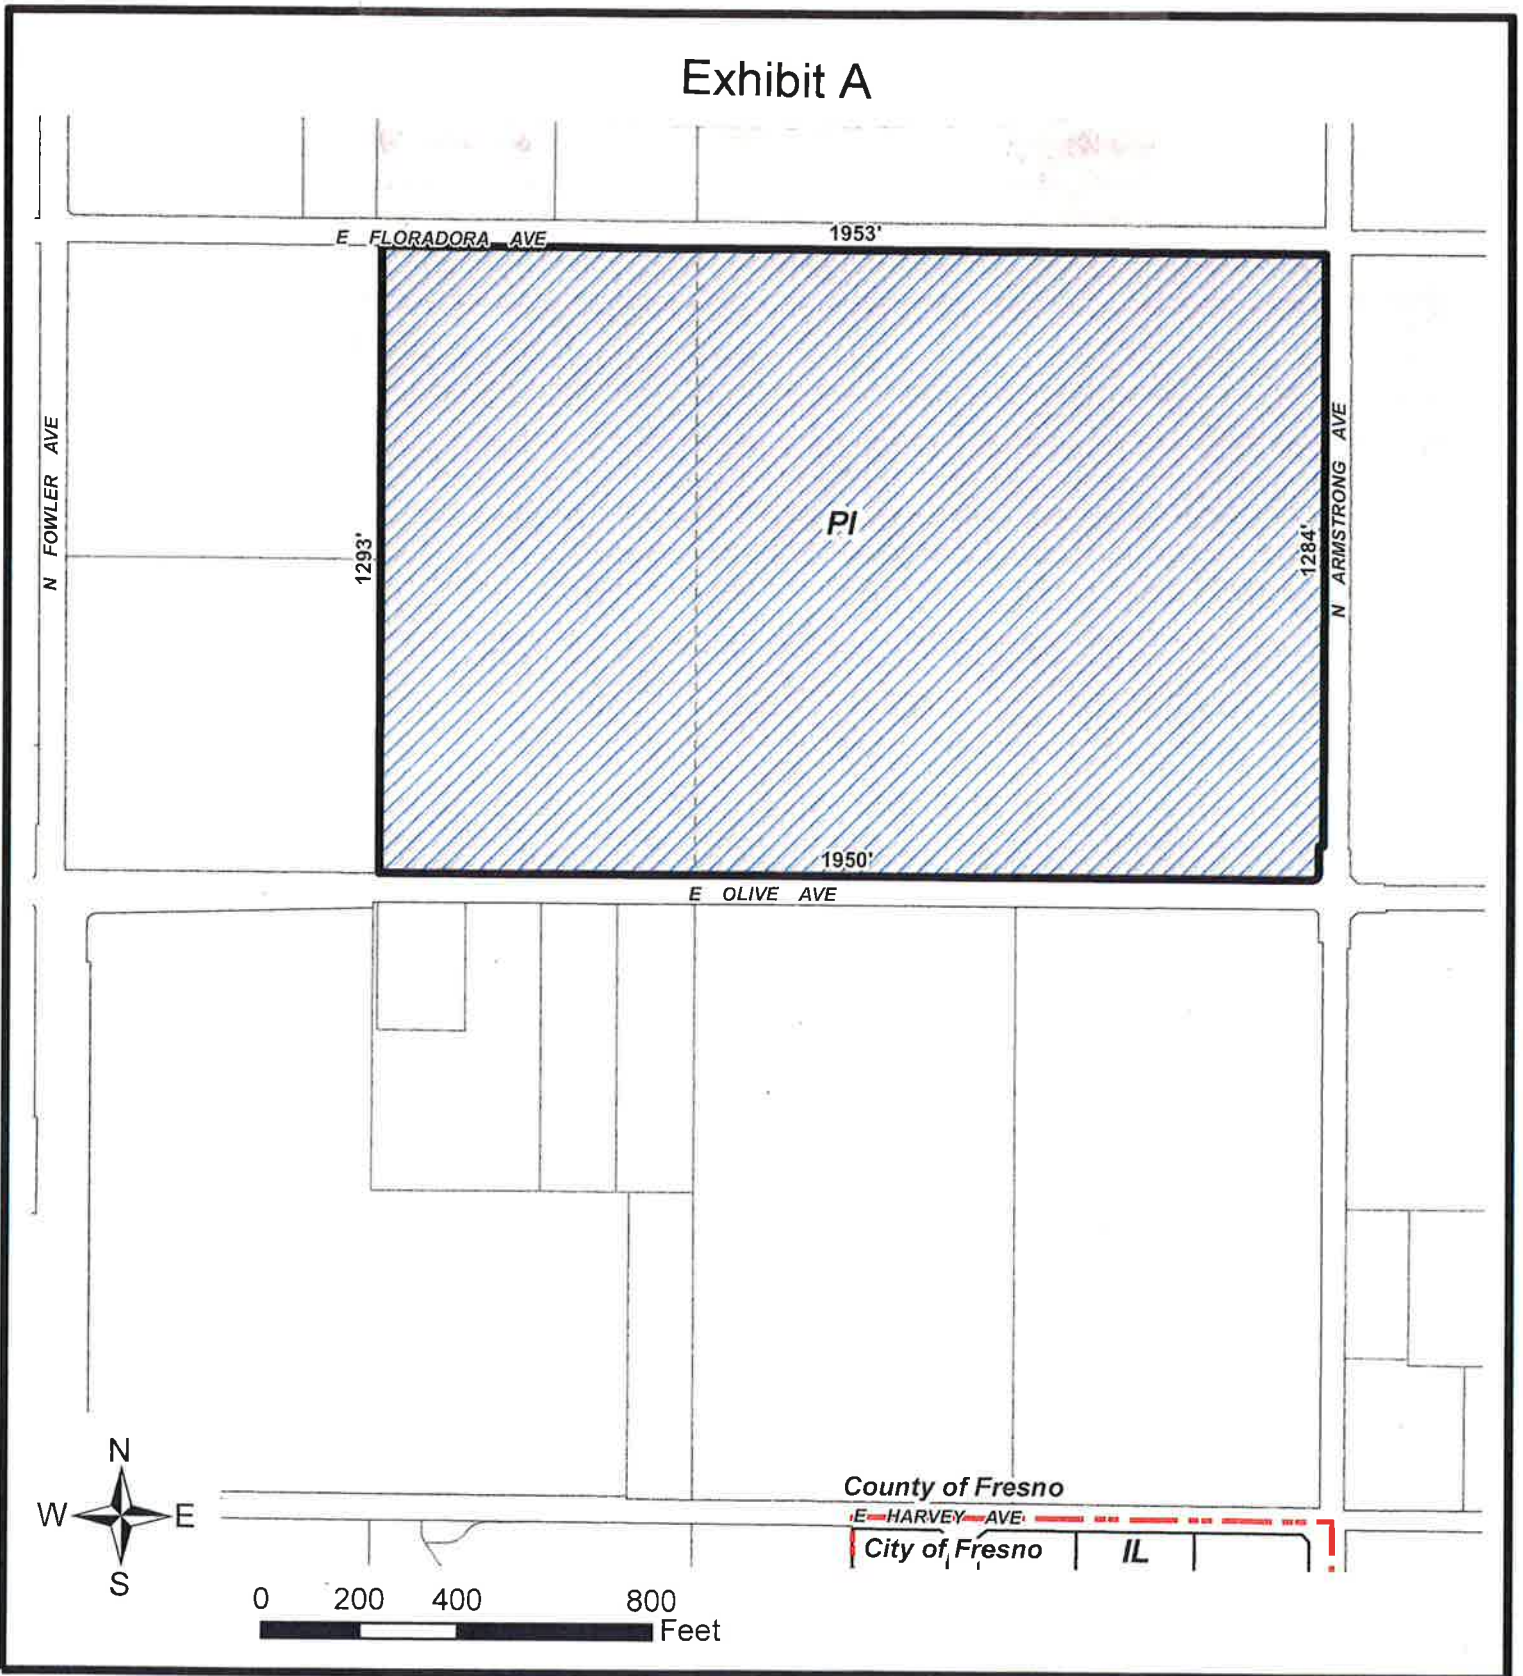 Exhibit A
E FLORADORA AVE
1953'
N FOWLER AVE
1293'
PI
1284'
N ARMSTRONG AVE
1950'
E OLIVE AVE
County of Fresno
E HARVEY AVE
City of Fresno
IL
N
W E
S
0 200 400 800
Feet